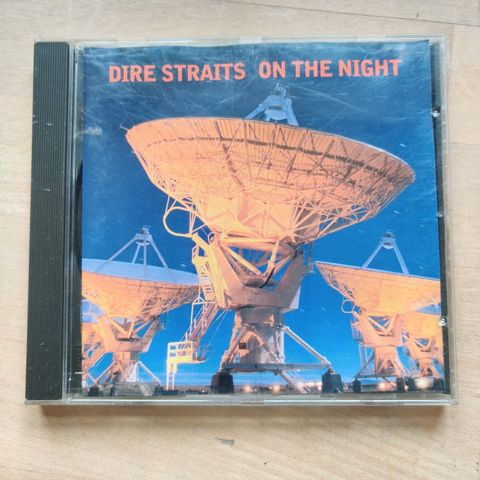 DIRE STRAITS ON THE NIGHT